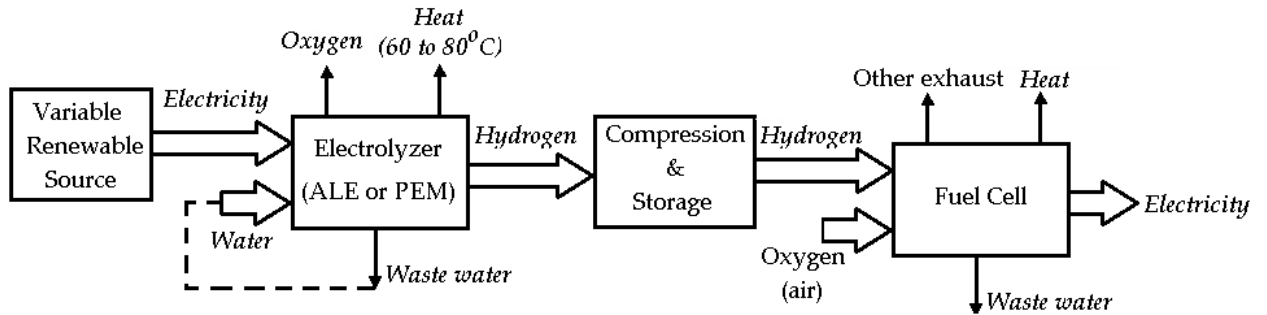 Variable
Renewable
Source
Electricity
Water
Oxygen
Heat
(60 to 80°C)
Electrolyzer
(ALE or PEM)
Waste water
Hydrogen
Compression
&
Storage
Hydrogen
Oxygen
(air)
Other exhaust
Heat
Fuel Cell
Electricity
Waste water